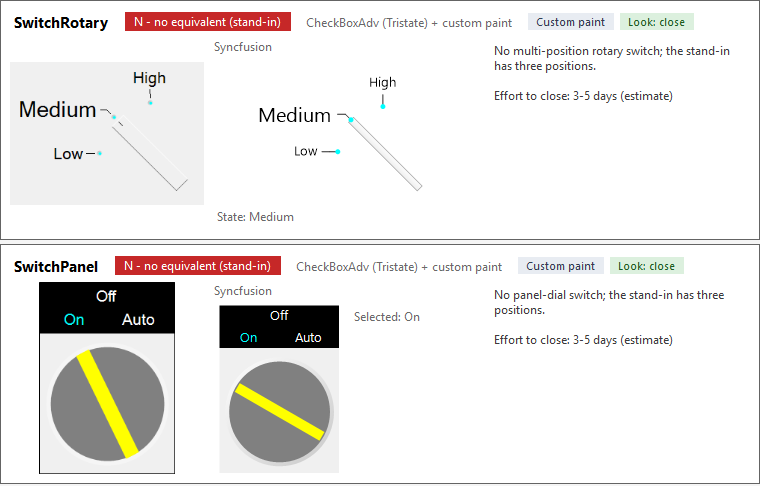 SwitchRotary
N - no equivalent (stand-in)
CheckBoxAdv (Tristate) + custom paint
Custom paint
Look: close
Syncfusion
No multi-position rotary switch; the stand-in
has three positions.
Effort to close: 3-5 days (estimate)
High
Medium
Low
High
Medium
Low
State: Medium
SwitchPanel
N - no equivalent (stand-in)
CheckBoxAdv (Tristate) + custom paint
Custom paint
Look: close
Syncfusion
No panel-dial switch; the stand-in has three
positions.
Effort to close: 3-5 days (estimate)
Off
On Auto
Off
On Auto
Selected: On